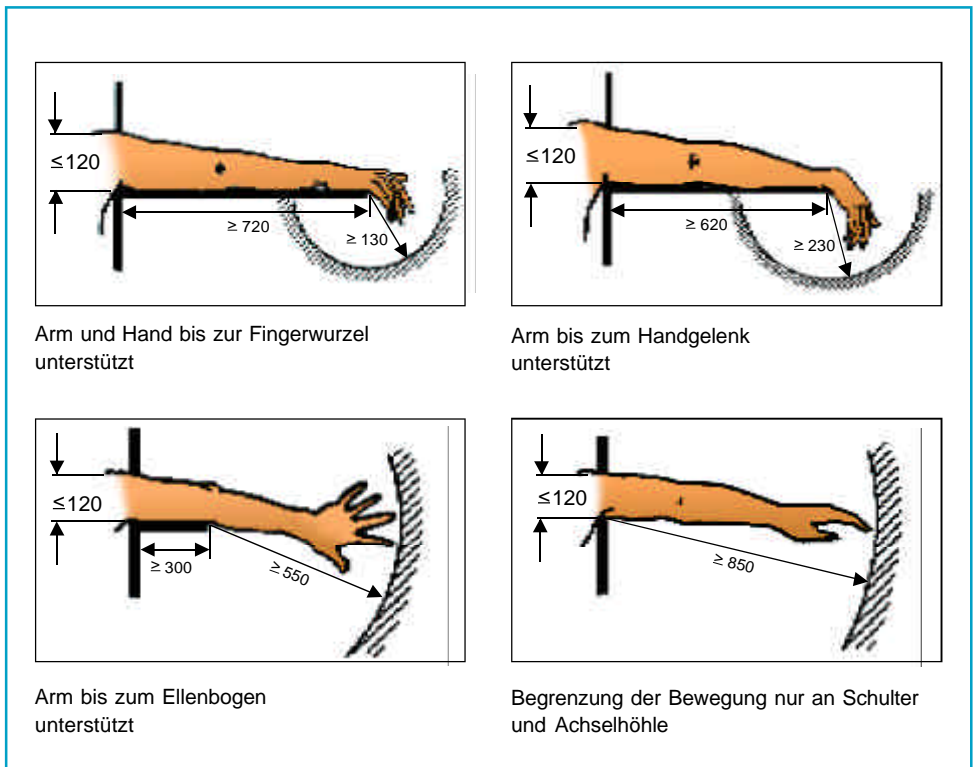 ≤120
≥ 720
≥ 130
Arm und Hand bis zur Fingerwurzel
unterstützt
≤120
≥ 620
≥ 230
Arm bis zum Handgelenk
unterstützt
≤120
≥ 300
≥ 550
Arm bis zum Ellenbogen
unterstützt
≤120
≥ 850
Begrenzung der Bewegung nur an Schulter
und Achselhöhle